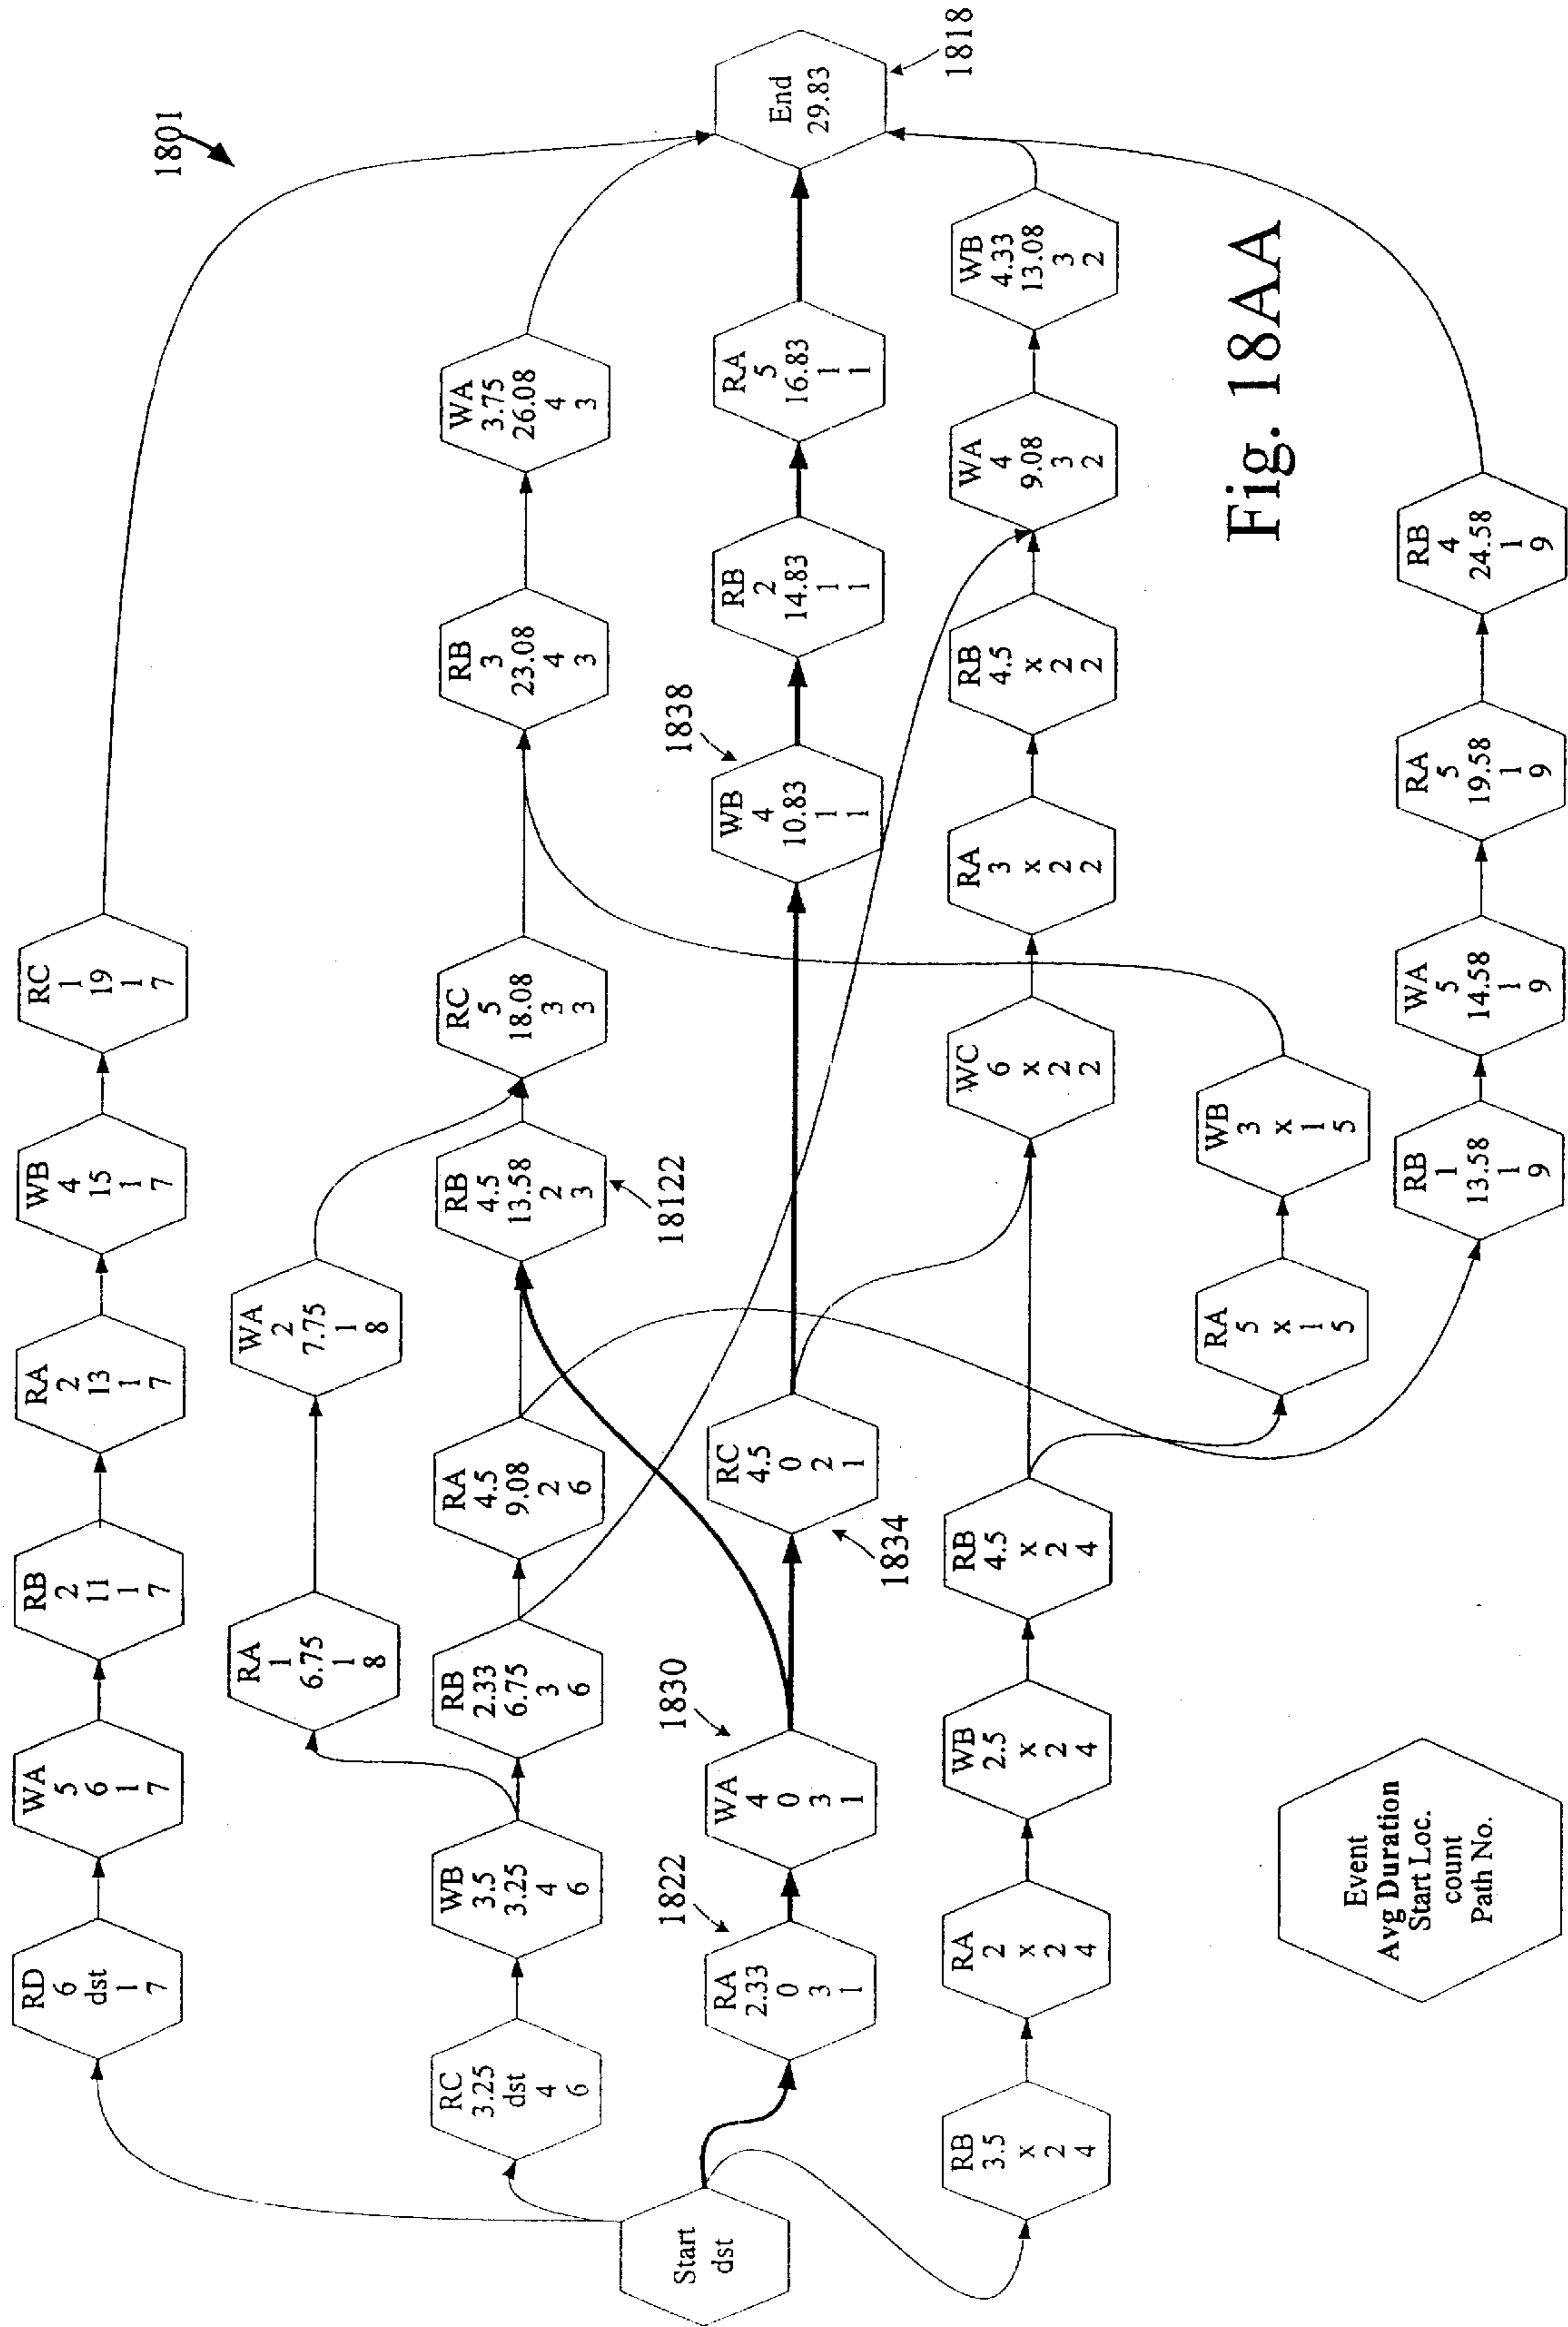 1801
RD
6
dst
1
7
WA
5
6
1
7
RB
2
11
1
7
RA
2
13
1
7
WB
4
15
1
7
RC
1
19
1
7
RA
1
6.75
1
8
WA
2
7.75
1
8
RC
3.25
dst
4
6
WB
3.5
3.25
4
6
RB
2.33
6.75
3
6
RA
4.5
9.08
2
6
RB
4.5
13.58
2
3
18122
RC
5
18.08
3
3
RB
3
23.08
4
3
WA
3.75
26.08
4
3
Start
dst
RA
2.33
0
3
1
1822
WA
4
0
3
1
1830
RC
4.5
0
2
1
1834
WB
4
10.83
1
1
1838
RB
2
14.83
1
1
RA
5
16.83
1
1
End
29.83
1818
RB
3.5
x
2
4
RA
2
x
2
4
WB
2.5
x
2
4
RB
4.5
x
2
4
WC
6
x
2
2
RA
3
x
2
2
RB
4.5
x
2
2
WA
4
9.08
3
2
WB
4.33
13.08
3
2
RA
5
x
1
5
WB
3
x
1
5
RB
1
13.58
1
9
WA
5
14.58
1
9
RA
5
19.58
1
9
RB
4
24.58
1
9
Event
Avg Duration
Start Loc.
count
Path No.
Fig. 18AA